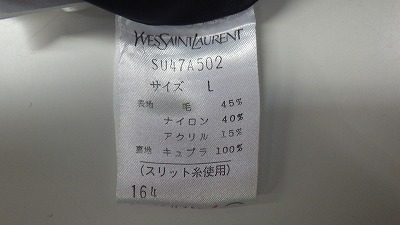 YVESSAINTLAURENT
SU47A502
サイズ L
表地 毛 45%
ナイロン 40%
アクリル 15%
裏地 キュプラ 100%
(スリット糸使用)
164